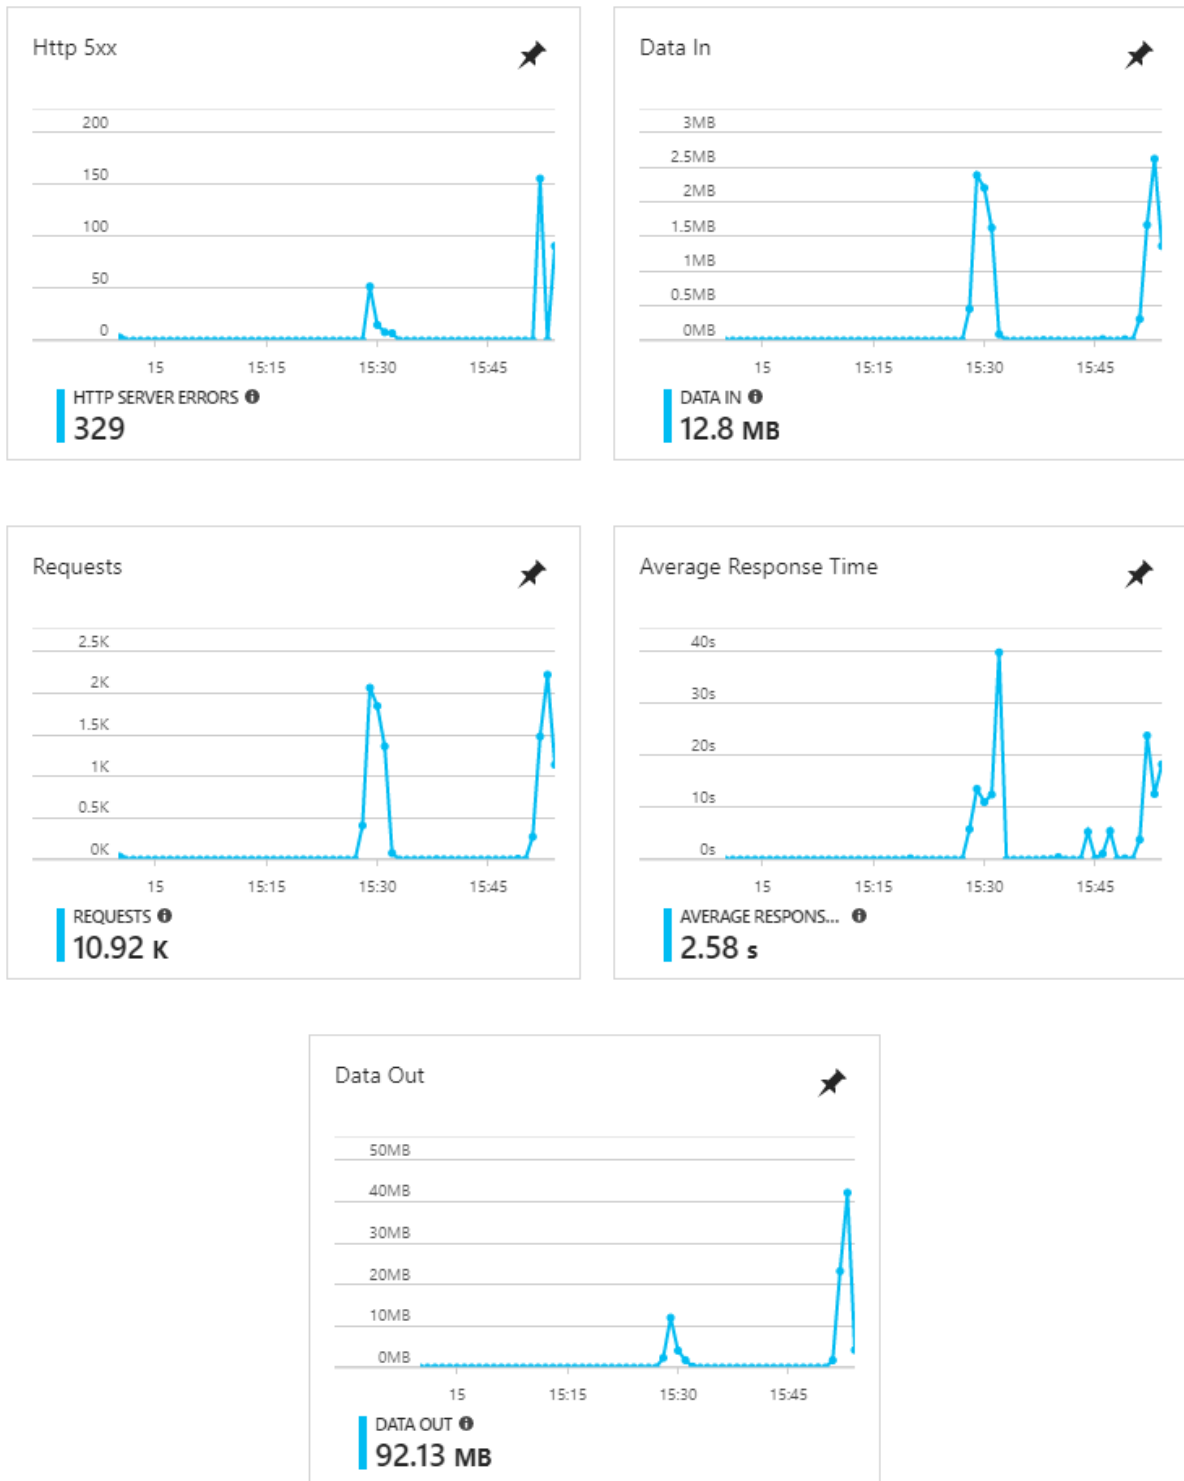 Http 5xx
200
150
100
50
0
15 15:15 15:30 15:45
HTTP SERVER ERRORS
329
Data In
3MB
2.5MB
2MB
1.5MB
1MB
0.5MB
0MB
15 15:15 15:30 15:45
DATA IN
12.8 MB
Requests
2.5K
2K
1.5K
1K
0.5K
0K
15 15:15 15:30 15:45
REQUESTS
10.92 K
Average Response Time
40s
30s
20s
10s
0s
15 15:15 15:30 15:45
AVERAGE RESPONS...
2.58 s
Data Out
50MB
40MB
30MB
20MB
10MB
0MB
15 15:15 15:30 15:45
DATA OUT
92.13 MB